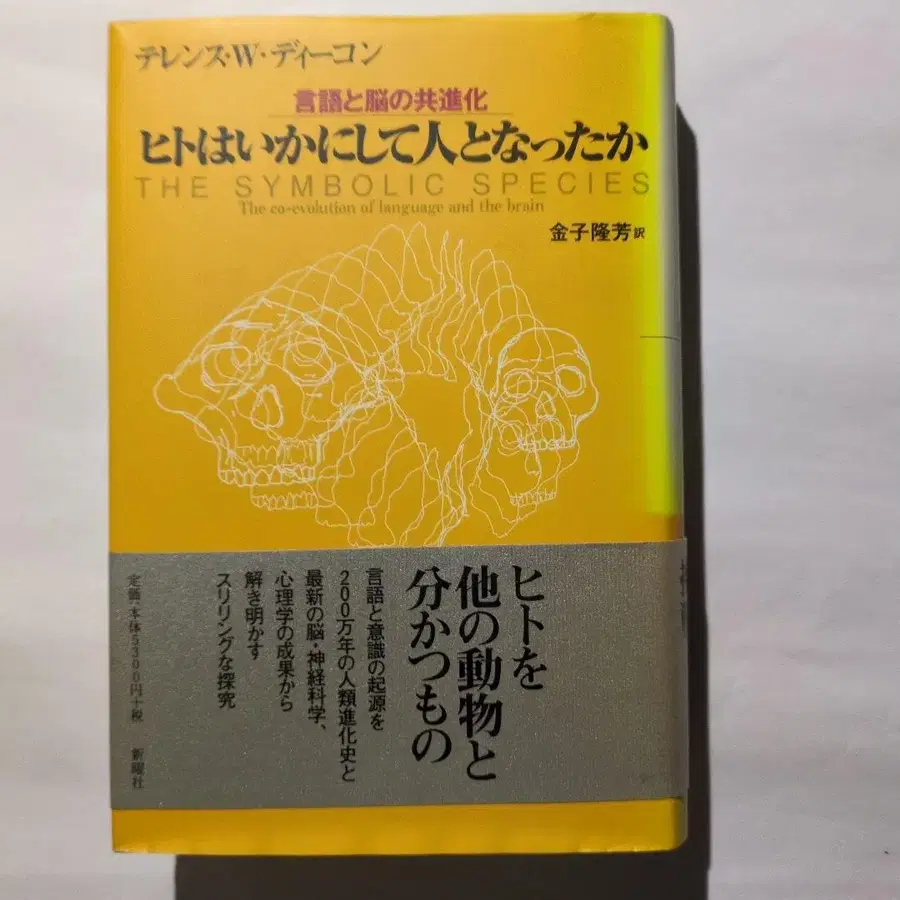 テレンス・W・ディーコン
言語と脳の共進化
ヒトはいかにして人となったか
THE SYMBOLIC SPECIES
The co-evolution of language and the brain
金子隆芳 訳
ヒトを
他の動物と
分かつもの
言語と意識の起源を
200万年の人類進化史と
最新の脳・神経科学、
心理学の成果から
解き明かす
スリリングな探究
定価:本体5300円+税 新曜社